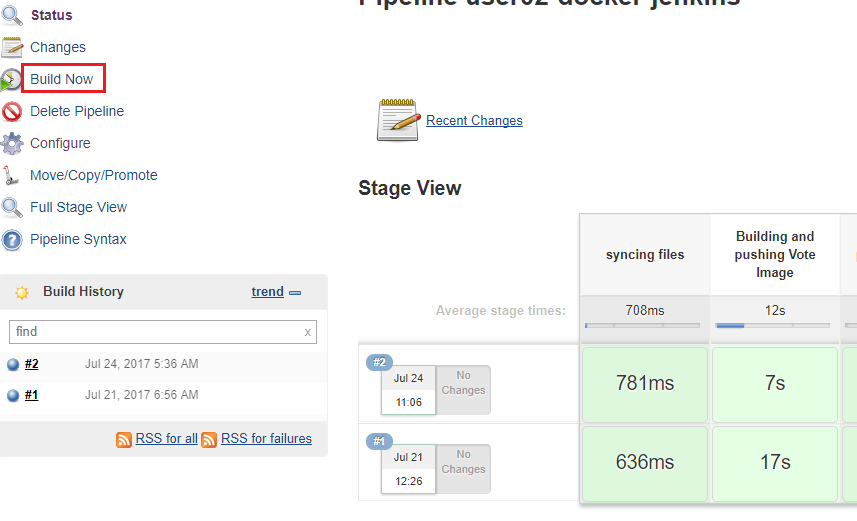 Pipeline user02-docker-jenkins
Status
Changes
Build Now
Delete Pipeline
Configure
Move/Copy/Promote
Full Stage View
Pipeline Syntax
Build History
trend
find
x
#2
Jul 24, 2017 5:36 AM
#1
Jul 21, 2017 6:56 AM
RSS for all
RSS for failures
Recent Changes
Stage View
syncing files
Building and
pushing Vote
Image
Average stage times:
708ms
12s
#2
Jul 24
11:06
No
Changes
781ms
7s
#1
Jul 21
12:26
No
Changes
636ms
17s